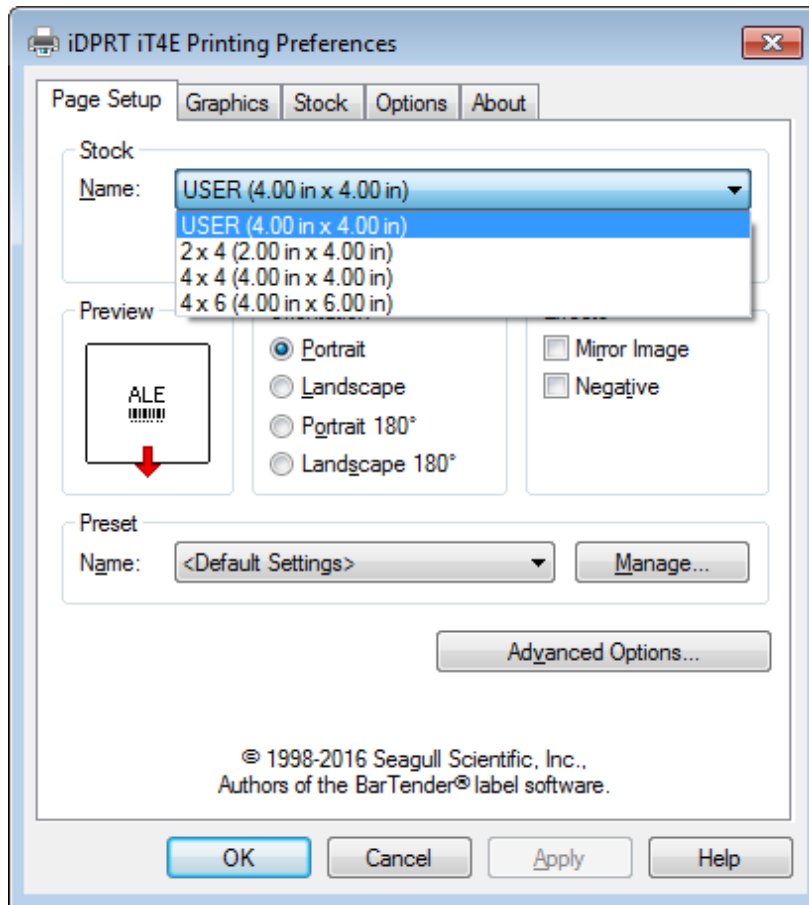 iDPRT iT4E Printing Preferences
Page Setup Graphics Stock Options About
Stock
Name: USER (4.00 in x 4.00 in)
USER (4.00 in x 4.00 in)
2 x 4 (2.00 in x 4.00 in)
4 x 4 (4.00 in x 4.00 in)
4 x 6 (4.00 in x 6.00 in)
Preview
ALE
Portrait
Landscape
Portrait 180°
Landscape 180°
Mirror Image
Negative
Preset
Name: <Default Settings> Manage...
Advanced Options...
© 1998-2016 Seagull Scientific, Inc.,
Authors of the BarTender® label software.
OK Cancel Apply Help